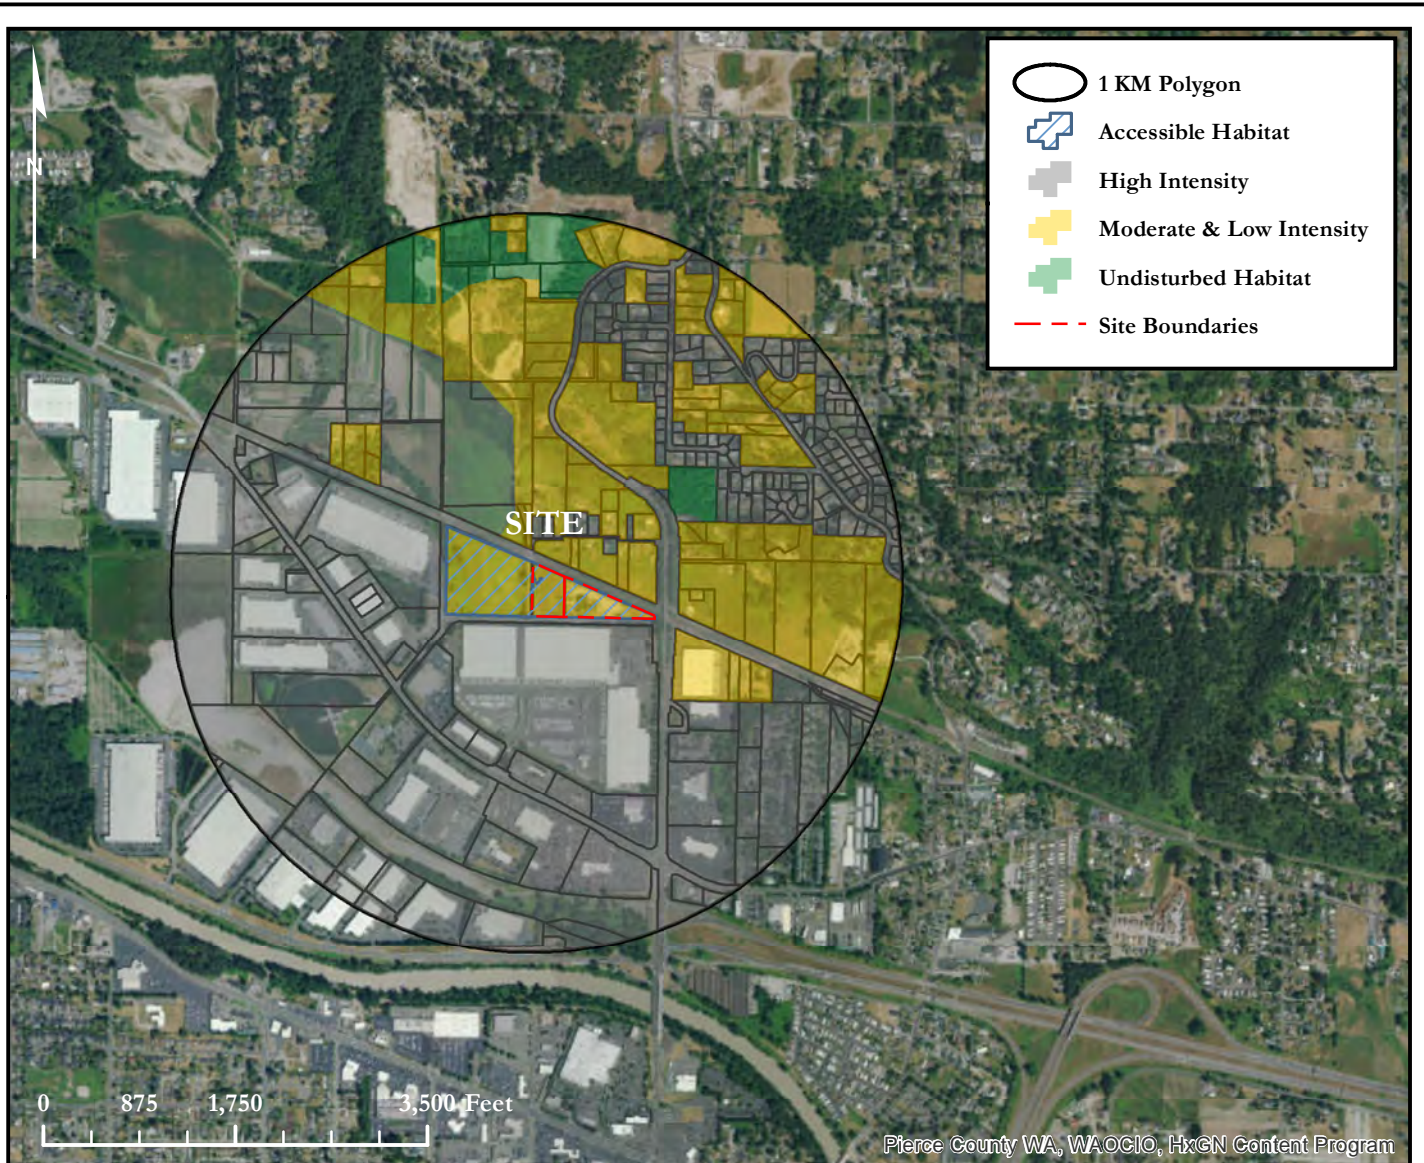 1 KM Polygon
Accessible Habitat
High Intensity
Moderate & Low Intensity
Undisturbed Habitat
Site Boundaries
N
SITE
0 875 1,750 3,500 Feet
Pierce County WA, WAOCIO, HxGN Content Program